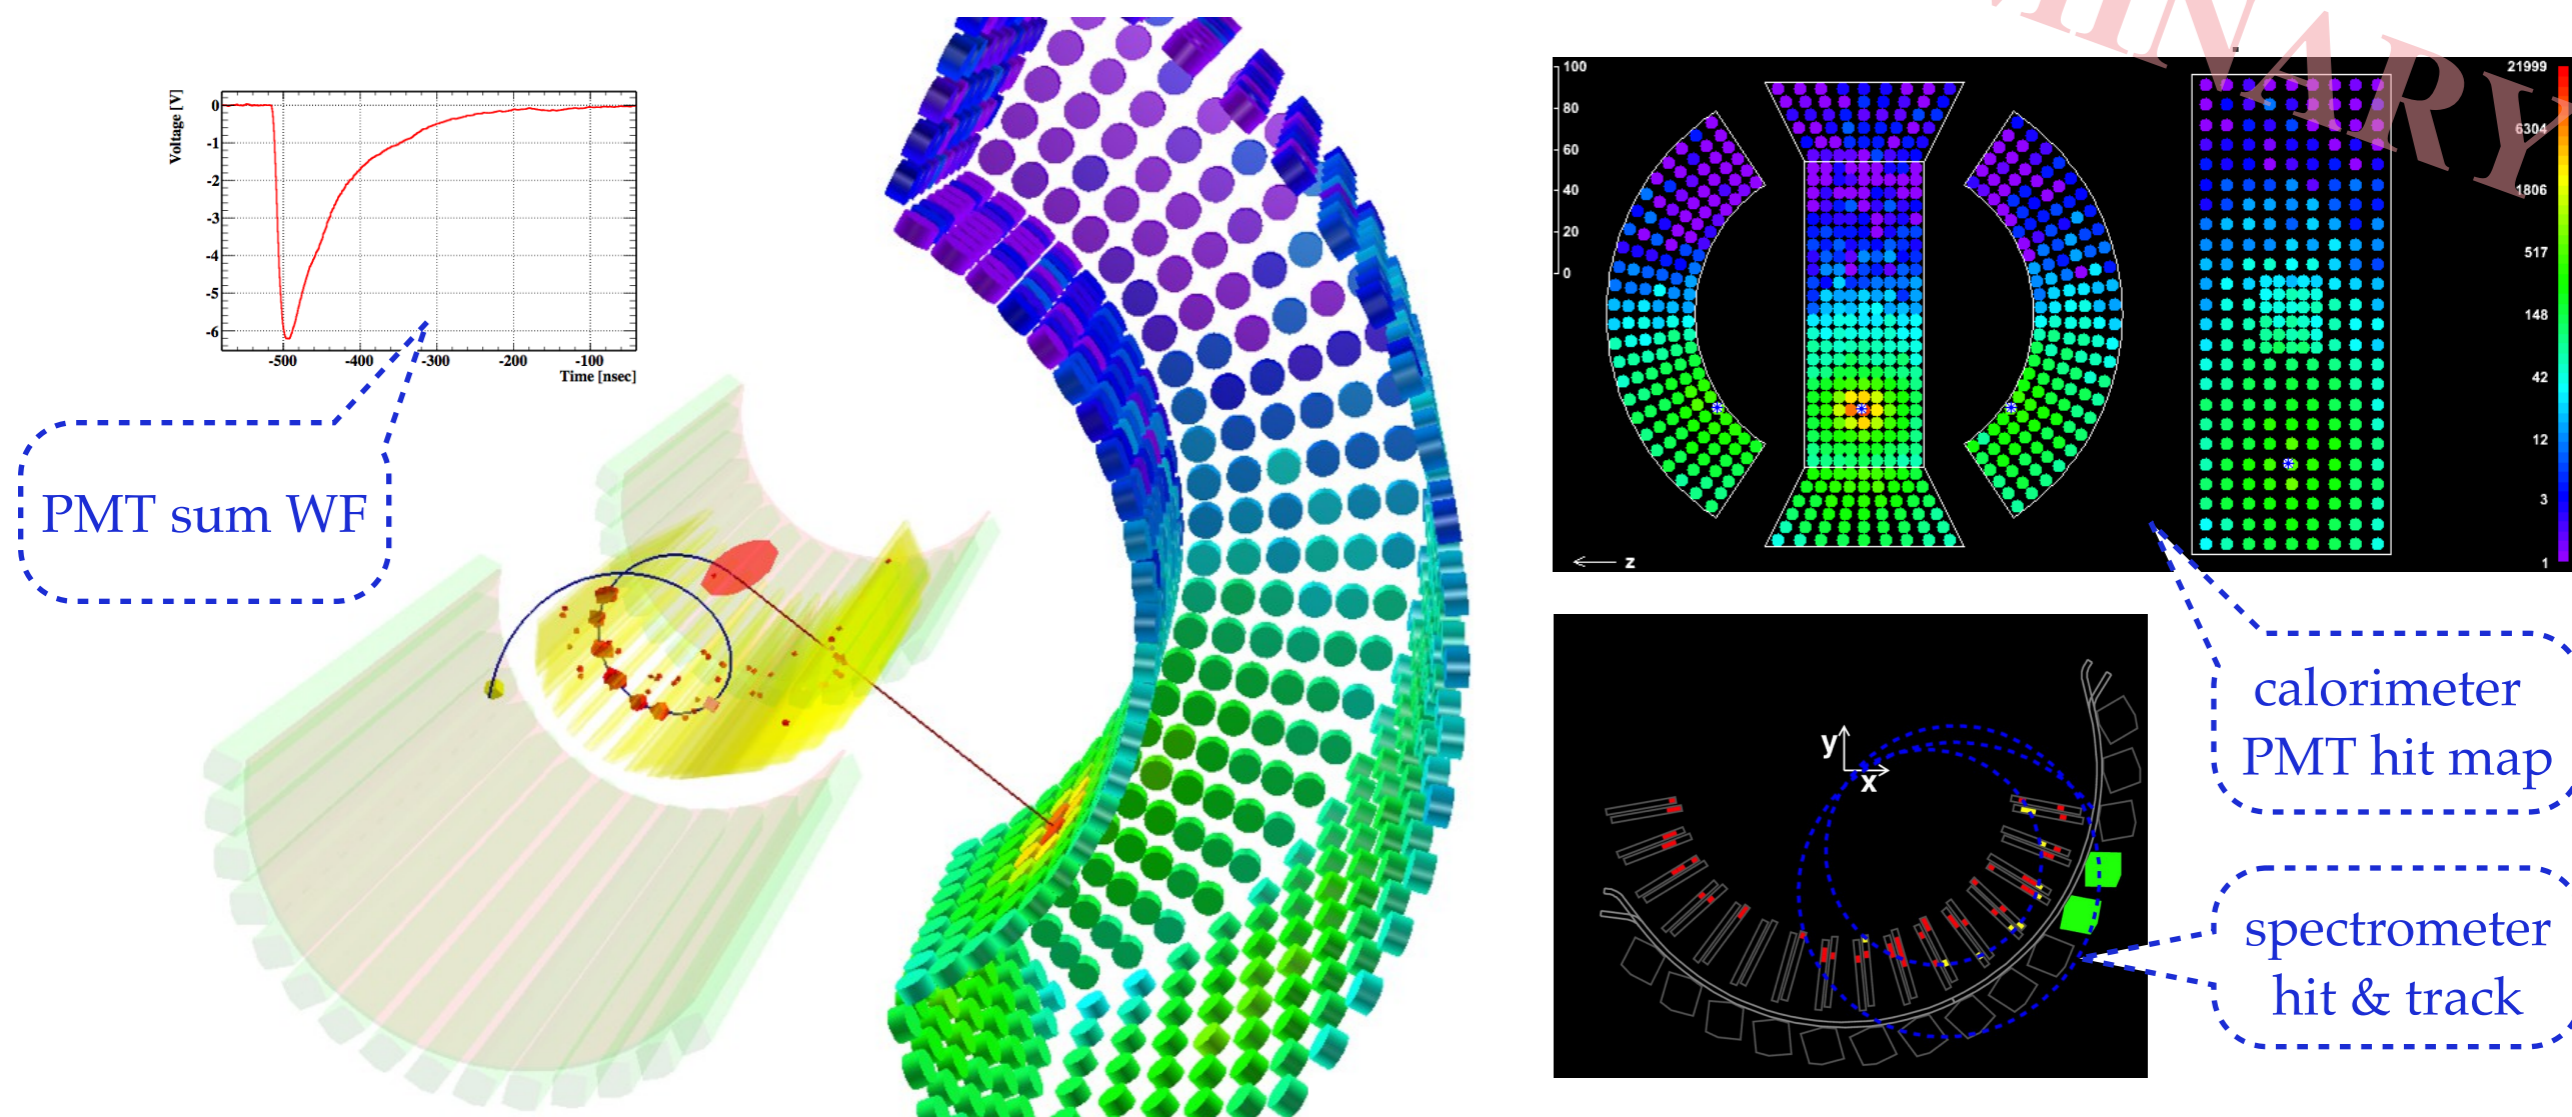 Voltage [V]
0
-1
-2
-3
-4
-5
-6
-500
-400
-300
-200
-100
Time [nsec]
PMT sum WF
100
80
60
40
20
0
z
21999
6304
1806
517
148
42
12
3
1
MINARY
calorimeter
PMT hit map
y
x
spectrometer
hit & track